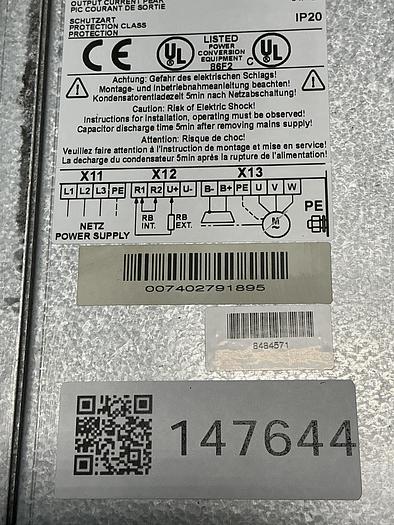 OUTPUT CURRENT PEAK
PIC COURANT DE SORTIE
SCHUTZART
PROTECTION CLASS IP20
PROTECTION
CE UL LISTED C UL
POWER
CONVERSION
EQUIPMENT
86F2
Achtung: Gefahr des elektrischen Schlags!
Montage- und Inbetriebnahmeanleitung beachten!
Kondensatorentladezeit 5min nach Netzabschaltung!
Caution: Risk of Elektric Shock!
Instructions for installation, operating must be observed!
Capacitor discharge time 5min after removing mains supply!
Attention: Risque de choc!
Veuillez faire attention à l'instruction de montage et mise en service!
La decharge du condensateur 5min après la rupture de l'alimentation!
X11 X12 X13
L1 L2 L3 PE R1 R2 U+ U- B- B+ PE U V W
NETZ
POWER SUPPLY
RB
INT.
RB
EXT.
M
PE
007402791895
8484571
147644